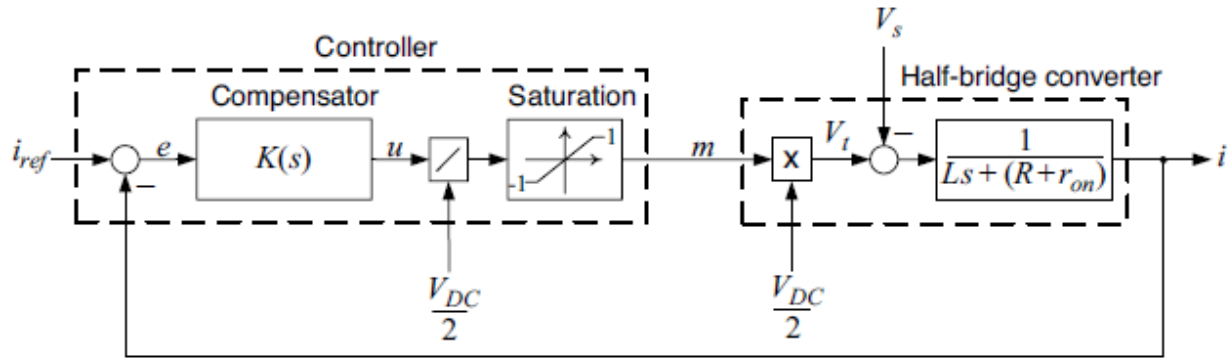 V_s
Controller
Half-bridge converter
Compensator
Saturation
i_ref
e
K(s)
u
1
-1
m
x
V_t
1
Ls + (R + r_on)
i
−
−
V_DC
2
V_DC
2